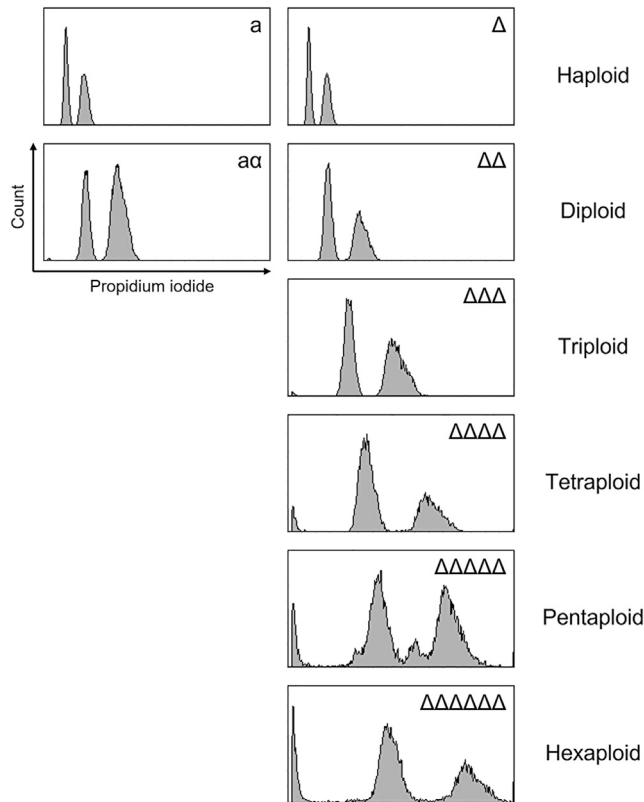 a
Δ
Haploid
aα
ΔΔ
Diploid
Count
Propidium iodide
ΔΔΔ
Triploid
ΔΔΔΔ
Tetraploid
ΔΔΔΔΔ
Pentaploid
ΔΔΔΔΔΔ
Hexaploid